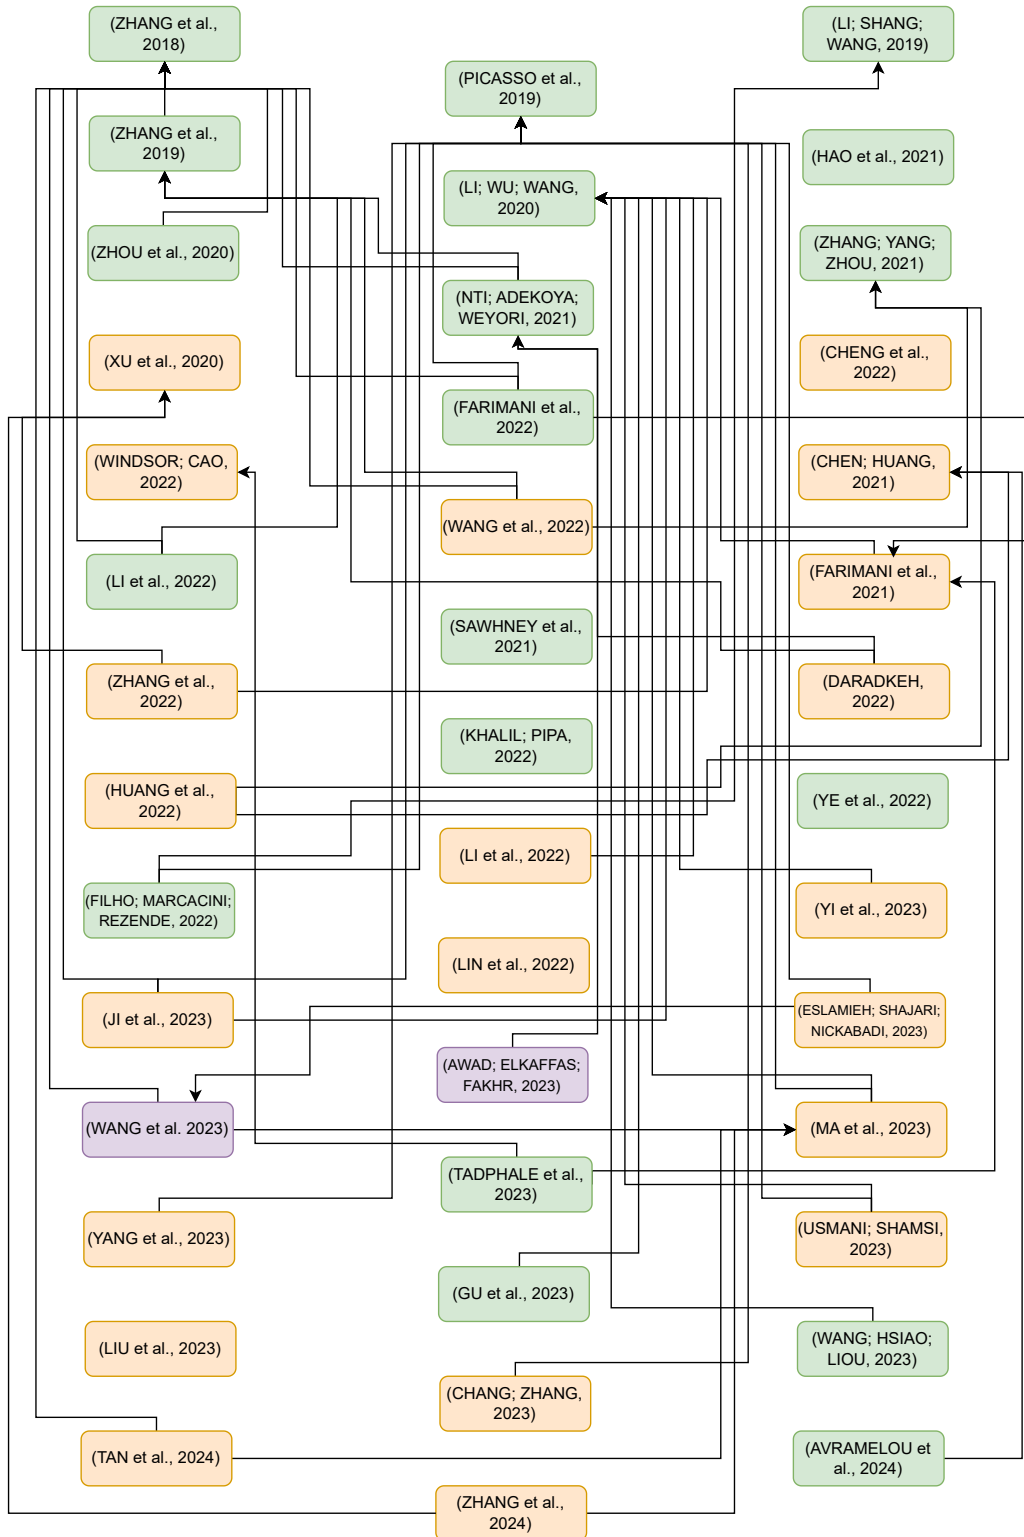 (ZHANG et al.,
2018)
(LI; SHANG;
WANG, 2019)
(PICASSO et al.,
2019)
(ZHANG et al.,
2019)
(HAO et al., 2021)
(LI; WU; WANG,
2020)
(ZHOU et al., 2020)
(ZHANG; YANG;
ZHOU, 2021)
(NTI; ADEKOYA;
WEYORI, 2021)
(XU et al., 2020)
(CHENG et al.,
2022)
(FARIMANI et al.,
2022)
(WINDSOR; CAO,
2022)
(CHEN; HUANG,
2021)
(WANG et al., 2022)
(LI et al., 2022)
(FARIMANI et al.,
2021)
(SAWHNEY et al.,
2021)
(ZHANG et al.,
2022)
(DARADKEH,
2022)
(KHALIL; PIPA,
2022)
(HUANG et al.,
2022)
(YE et al., 2022)
(LI et al., 2022)
(FILHO; MARCACINI;
REZENDE, 2022)
(YI et al., 2023)
(LIN et al., 2022)
(JI et al., 2023)
(ESLAMIEH; SHAJARI;
NICKABADI, 2023)
(AWAD; ELKAFFAS;
FAKHR, 2023)
(WANG et al. 2023)
(MA et al., 2023)
(TADPHALE et al.,
2023)
(YANG et al., 2023)
(USMANI; SHAMSI,
2023)
(GU et al., 2023)
(LIU et al., 2023)
(WANG; HSIAO;
LIOU, 2023)
(CHANG; ZHANG,
2023)
(TAN et al., 2024)
(AVRAMELOU et
al., 2024)
(ZHANG et al.,
2024)